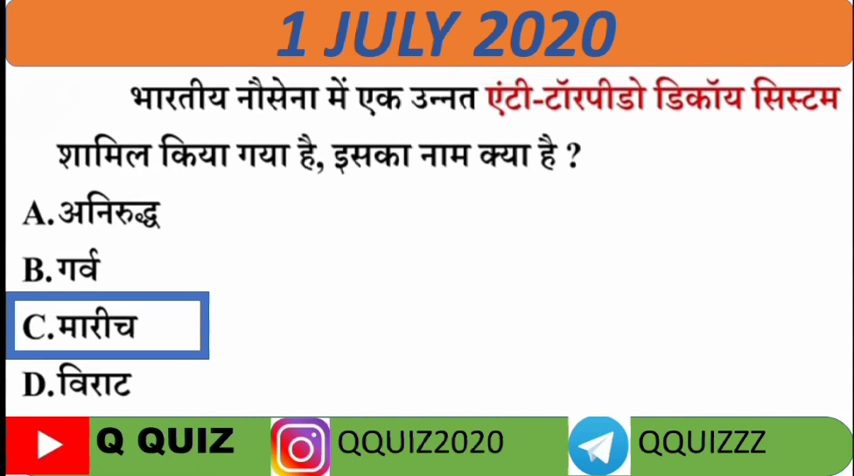 1 JULY 2020
भारतीय नौसेना में एक उन्नत एंटी-टॉरपीडो डिकॉय सिस्टम
शामिल किया गया है, इसका नाम क्या है ?
A.अनिरुद्ध
B.गर्व
C.मारीच
D.विराट
Q QUIZ QQUIZ2020 QQUIZZZ